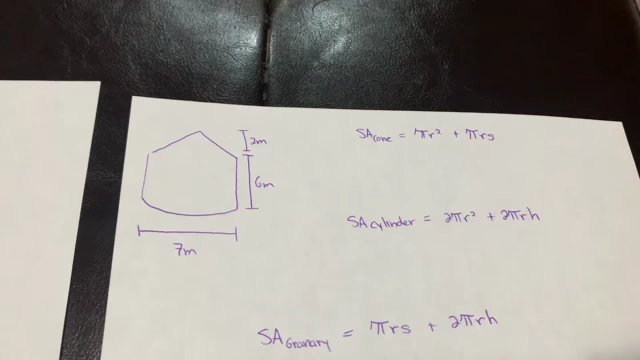 2m
6m
7m
SAcone = πr² + πrs
SAcylinder = 2πr² + 2πrh
SAGranary = πrs + 2πrh